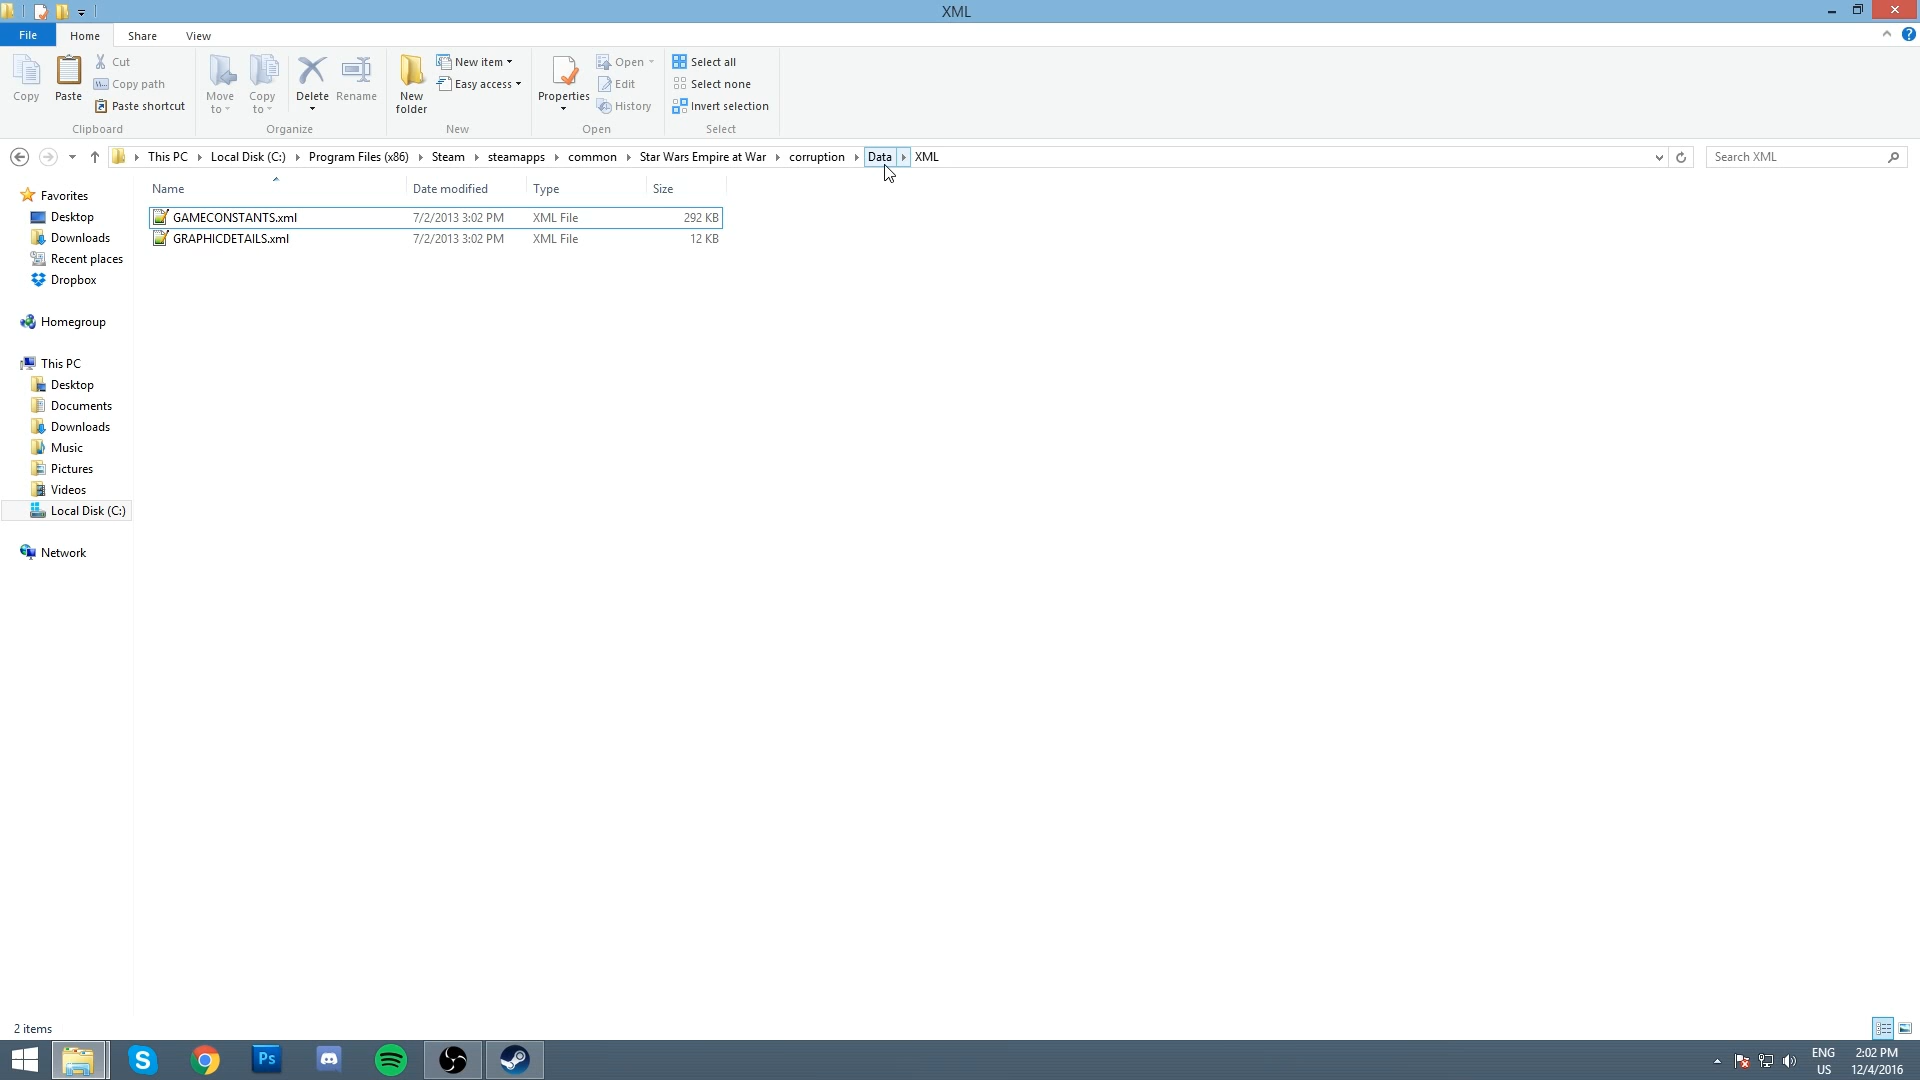 XML
File Home Share View
Copy Paste Cut Copy path Paste shortcut
Clipboard
Move to Copy to Delete Rename
Organize
New folder New item Easy access
New
Properties Open Edit History
Open
Select all Select none Invert selection
Select
This PC Local Disk (C:) Program Files (x86) Steam steamapps common Star Wars Empire at War corruption Data XML
Search XML
Name Date modified Type Size
GAMECONSTANTS.xml 7/2/2013 3:02 PM XML File 292 KB
GRAPHICDETAILS.xml 7/2/2013 3:02 PM XML File 12 KB
Favorites
Desktop
Downloads
Recent places
Dropbox
Homegroup
This PC
Desktop
Documents
Downloads
Music
Pictures
Videos
Local Disk (C:)
Network
2 items
Ps
ENG 2:02 PM
US 12/4/2016